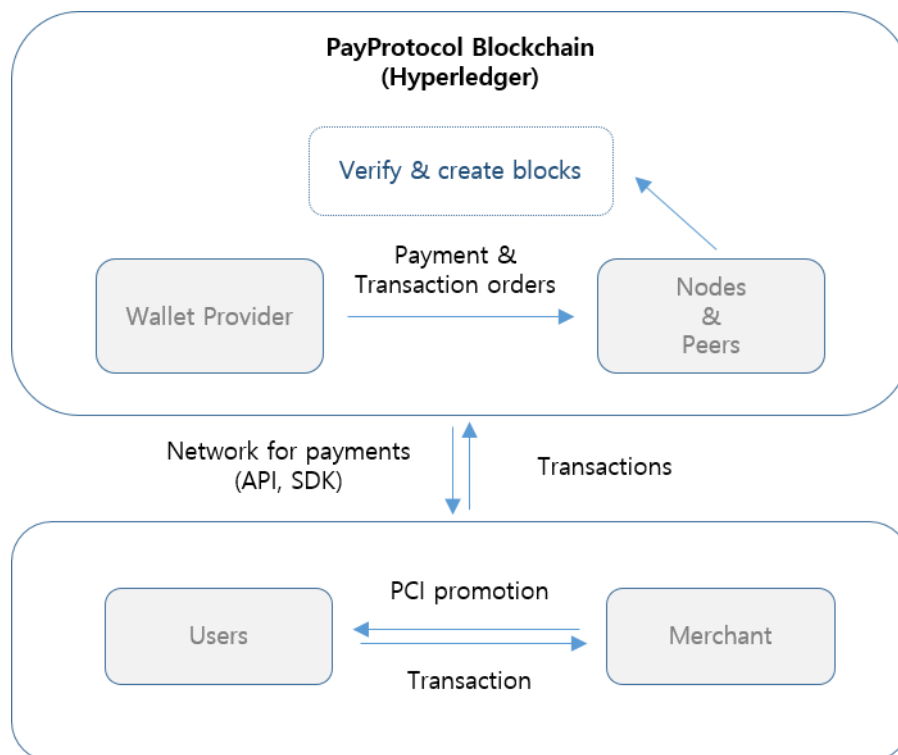 PayProtocol Blockchain
(Hyperledger)
Verify & create blocks
Payment &
Transaction orders
Wallet Provider
Nodes
&
Peers
Network for payments
(API, SDK)
Transactions
PCI promotion
Users
Merchant
Transaction